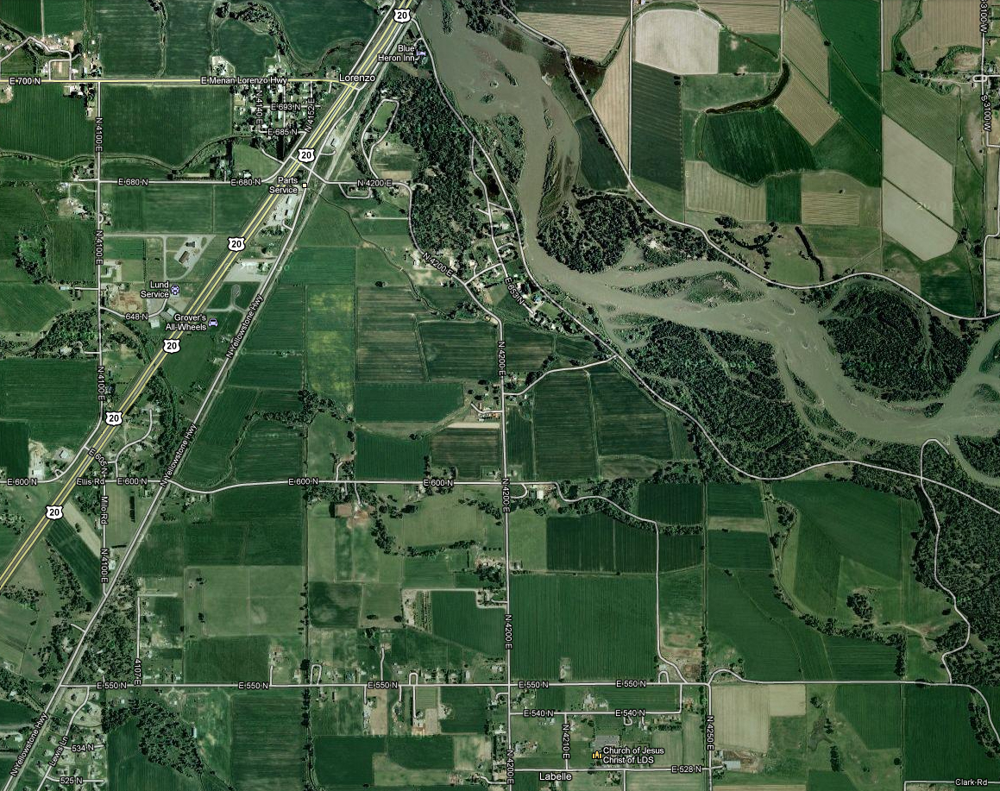 20
3100 W
Blue
Heron Inn
E 700 N
E Menan Lorenzo Hwy
Lorenzo
N 4140 E
E 693 N
N 4152 E
N 4100 E
E 685 N
20
E 680 N
E 680 N
Parts
Service
N 4200 E
N 4100 E
20
N 4200 E
Lund
Service
E 653 N
648 N
Grover's
All-Wheels
N Yellowstone Hwy
20
N 4200 E
N 4100 E
20
N Yellowstone Hwy
E 600 N
Ellis Rd
E 600 N
E 600 N
E 600 N
N 4200 E
20
Milo Rd
N 4100 E
N 4200 E
4107 E
E 550 N
E 550 N
E 550 N
E 550 N
E 550 N
E 540 N
E 540 N
N Yellowstone Hwy
Lewis Ln
534 N
N 4210 E
N 4250 E
Church of Jesus
Christ of LDS
N 4200 E
E 528 N
Labelle
525 N
Clark Rd